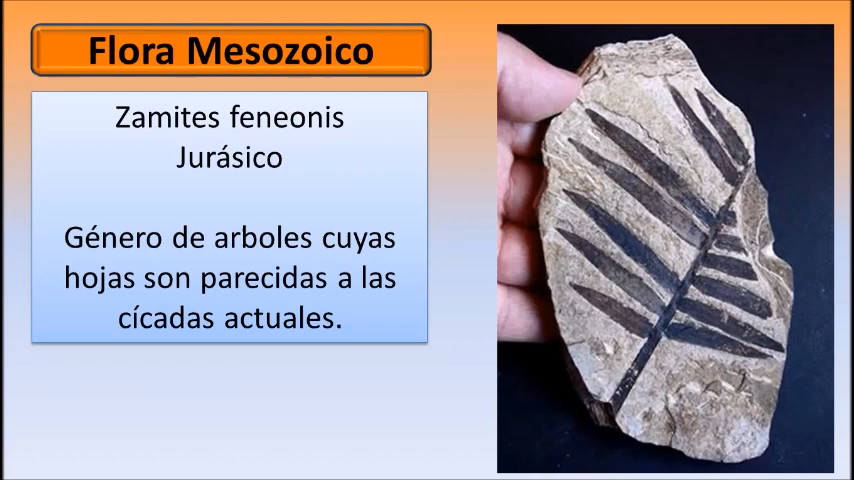 Flora Mesozoico
Zamites feneonis
Jurásico
Género de arboles cuyas
hojas son parecidas a las
cícadas actuales.